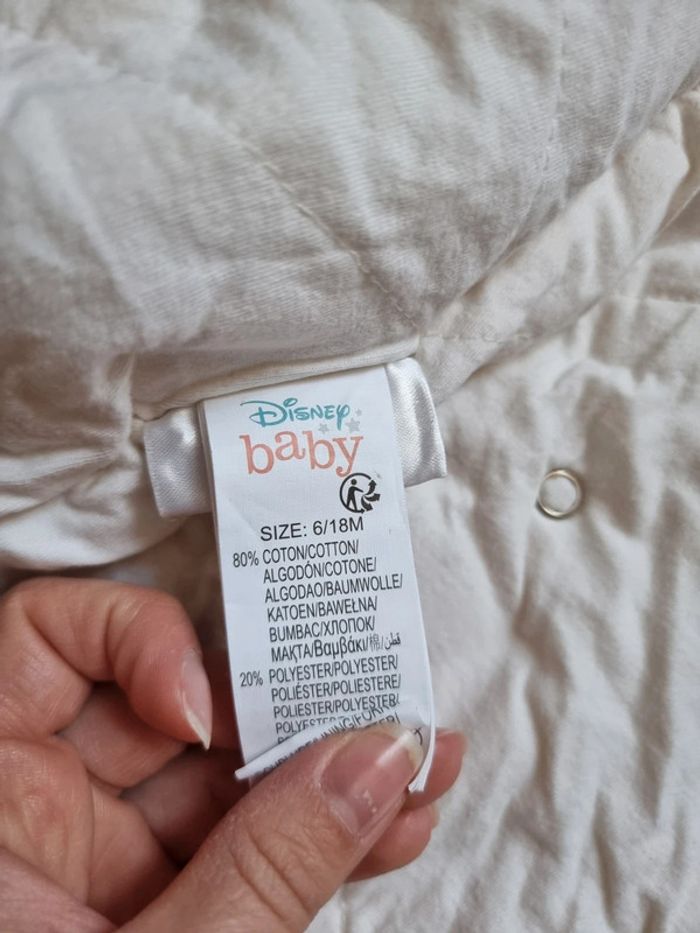 Disney
baby
SIZE: 6/18M
80% COTON/COTTON/
ALGODÓN/COTONE/
ALGODAO/BAUMWOLLE/
KATOEN/BAWEŁNA/
BUMBAC/ХЛОПОК/
MAĶTA/Βαμβάκι/棉/قطن/
20% POLYESTER/POLYESTER/
POLIÉSTER/POLIESTERE/
POLIESTER/POLYESTER/